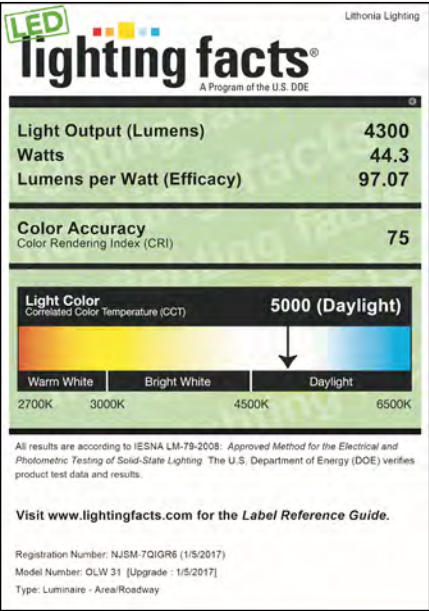 LED
Lithonia Lighting
lighting facts®
A Program of the U.S. DOE
Light Output (Lumens) 4300
Watts 44.3
Lumens per Watt (Efficacy) 97.07
Color Accuracy
Color Rendering Index (CRI) 75
Light Color
Correlated Color Temperature (CCT) 5000 (Daylight)
Warm White Bright White Daylight
2700K 3000K 4500K 6500K
All results are according to IESNA LM-79-2008: Approved Method for the Electrical and
Photometric Testing of Solid-State Lighting. The U.S. Department of Energy (DOE) verifies
product test data and results.
Visit www.lightingfacts.com for the Label Reference Guide.
Registration Number: NJSM-7QIGR6 (1/5/2017)
Model Number: OLW 31 [Upgrade : 1/5/2017]
Type: Luminaire - Area/Roadway